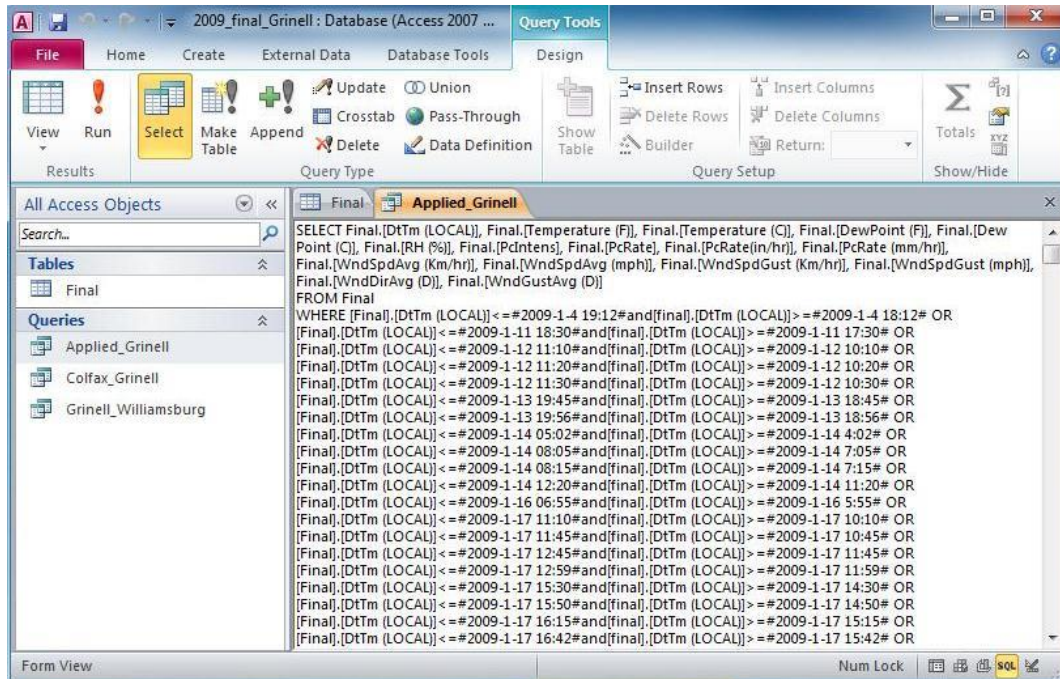 2009_final_Grinell : Database (Access 2007 ...
Query Tools
File
Home
Create
External Data
Database Tools
Design
View
Run
Select
Make Table
Append
Update
Crosstab
Delete
Union
Pass-Through
Data Definition
Show Table
Insert Rows
Delete Rows
Builder
Insert Columns
Delete Columns
Return:
Totals
Results
Query Type
Query Setup
Show/Hide
All Access Objects
Search...
Tables
Final
Queries
Applied_Grinell
Colfax_Grinell
Grinell_Williamsburg
Final
Applied_Grinell
SELECT Final.[DtTm (LOCAL)], Final.[Temperature (F)], Final.[Temperature (C)], Final.[DewPoint (F)], Final.[Dew
Point (C)], Final.[RH (%)], Final.[PcIntens], Final.[PcRate], Final.[PcRate(in/hr)], Final.[PcRate (mm/hr)],
Final.[WndSpdAvg (Km/hr)], Final.[WndSpdAvg (mph)], Final.[WndSpdGust (Km/hr)], Final.[WndSpdGust (mph)],
Final.[WndDirAvg (D)], Final.[WndGustAvg (D)]
FROM Final
WHERE [Final].[DtTm (LOCAL)]<=#2009-1-4 19:12#and[final].[DtTm (LOCAL)]>=#2009-1-4 18:12# OR
[Final].[DtTm (LOCAL)]<=#2009-1-11 18:30#and[final].[DtTm (LOCAL)]>=#2009-1-11 17:30# OR
[Final].[DtTm (LOCAL)]<=#2009-1-12 11:10#and[final].[DtTm (LOCAL)]>=#2009-1-12 10:10# OR
[Final].[DtTm (LOCAL)]<=#2009-1-12 11:20#and[final].[DtTm (LOCAL)]>=#2009-1-12 10:20# OR
[Final].[DtTm (LOCAL)]<=#2009-1-12 11:30#and[final].[DtTm (LOCAL)]>=#2009-1-12 10:30# OR
[Final].[DtTm (LOCAL)]<=#2009-1-13 19:45#and[final].[DtTm (LOCAL)]>=#2009-1-13 18:45# OR
[Final].[DtTm (LOCAL)]<=#2009-1-13 19:56#and[final].[DtTm (LOCAL)]>=#2009-1-13 18:56# OR
[Final].[DtTm (LOCAL)]<=#2009-1-14 05:02#and[final].[DtTm (LOCAL)]>=#2009-1-14 4:02# OR
[Final].[DtTm (LOCAL)]<=#2009-1-14 08:05#and[final].[DtTm (LOCAL)]>=#2009-1-14 7:05# OR
[Final].[DtTm (LOCAL)]<=#2009-1-14 08:15#and[final].[DtTm (LOCAL)]>=#2009-1-14 7:15# OR
[Final].[DtTm (LOCAL)]<=#2009-1-14 12:20#and[final].[DtTm (LOCAL)]>=#2009-1-14 11:20# OR
[Final].[DtTm (LOCAL)]<=#2009-1-16 06:55#and[final].[DtTm (LOCAL)]>=#2009-1-16 5:55# OR
[Final].[DtTm (LOCAL)]<=#2009-1-17 11:10#and[final].[DtTm (LOCAL)]>=#2009-1-17 10:10# OR
[Final].[DtTm (LOCAL)]<=#2009-1-17 11:45#and[final].[DtTm (LOCAL)]>=#2009-1-17 10:45# OR
[Final].[DtTm (LOCAL)]<=#2009-1-17 12:45#and[final].[DtTm (LOCAL)]>=#2009-1-17 11:45# OR
[Final].[DtTm (LOCAL)]<=#2009-1-17 12:59#and[final].[DtTm (LOCAL)]>=#2009-1-17 11:59# OR
[Final].[DtTm (LOCAL)]<=#2009-1-17 15:30#and[final].[DtTm (LOCAL)]>=#2009-1-17 14:30# OR
[Final].[DtTm (LOCAL)]<=#2009-1-17 15:50#and[final].[DtTm (LOCAL)]>=#2009-1-17 14:50# OR
[Final].[DtTm (LOCAL)]<=#2009-1-17 16:15#and[final].[DtTm (LOCAL)]>=#2009-1-17 15:15# OR
[Final].[DtTm (LOCAL)]<=#2009-1-17 16:42#and[final].[DtTm (LOCAL)]>=#2009-1-17 15:42# OR
Form View
Num Lock
SQL